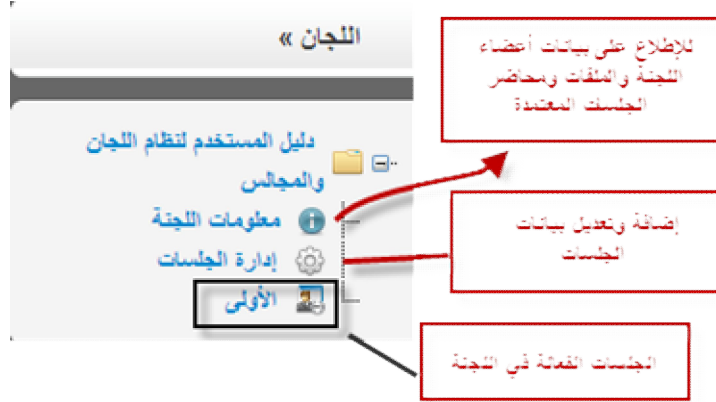 اللجان »
دليل المستخدم لنظام اللجان
والمجالس
معلومات اللجنة
إدارة الجلسات
الأولى
للإطلاع على بيانات أعضاء
اللجنة والملفات ومحاضر
الجلسات المعتمدة
إضافة وتعديل بيانات
الجلسات
الجلسات الفعالة في اللجنة